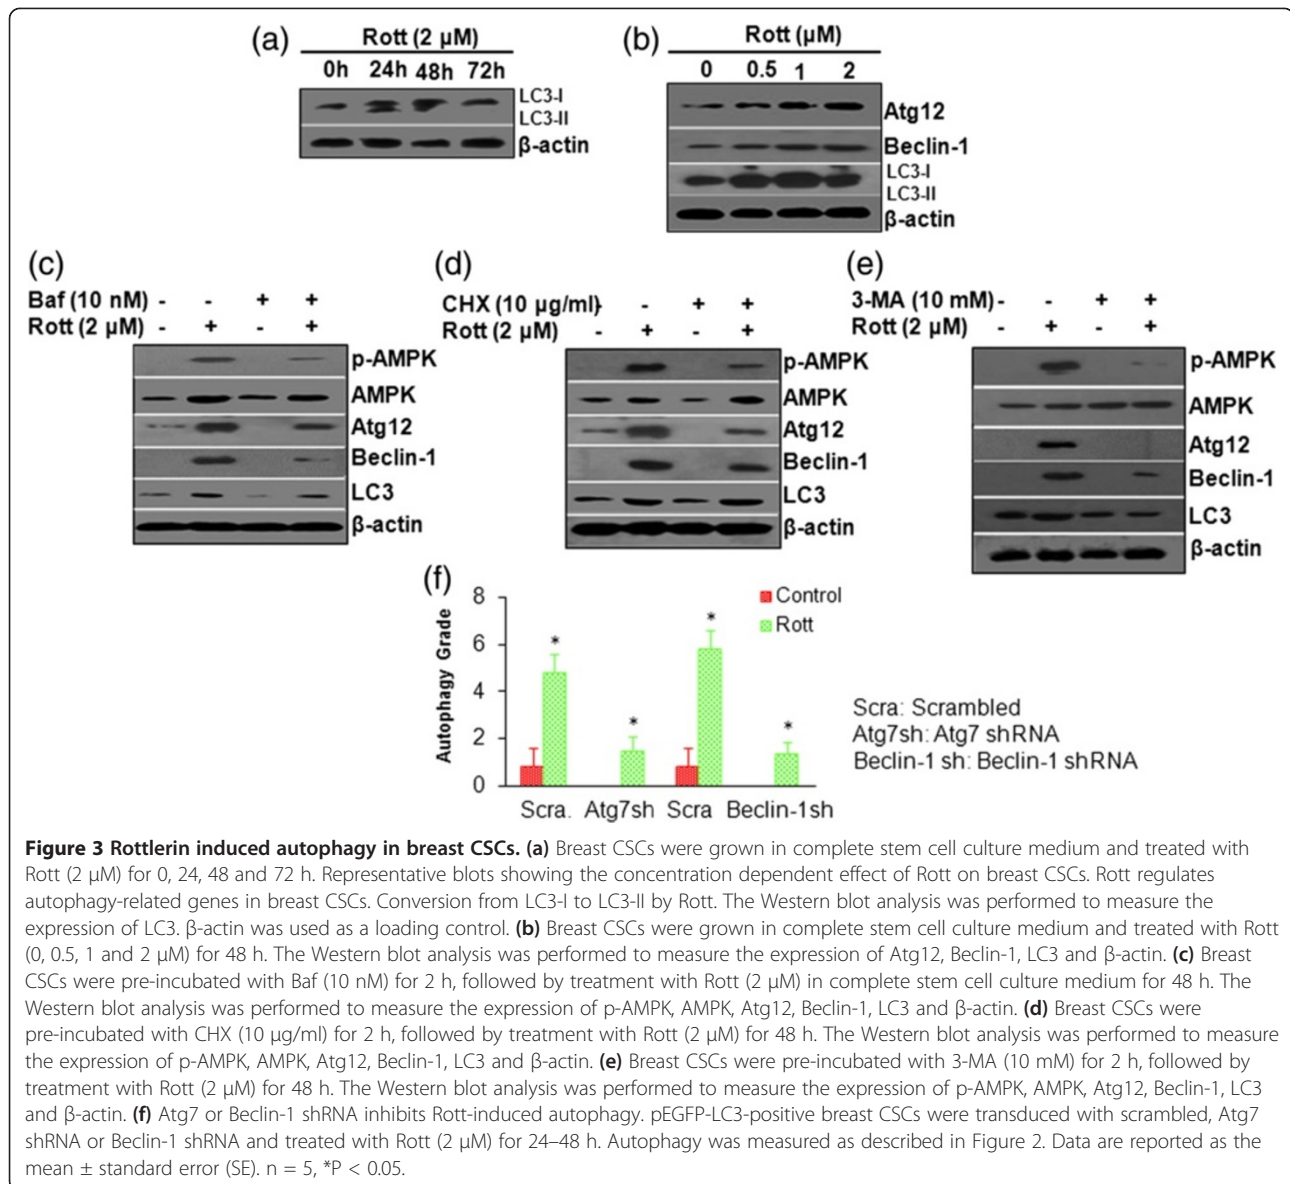 (a)
Rott (2 µM)
0h 24h 48h 72h
LC3-I
LC3-II
β-actin
(b)
Rott (µM)
0 0.5 1 2
Atg12
Beclin-1
LC3-I
LC3-II
β-actin
(c)
Baf (10 nM) - - + +
Rott (2 µM) - + - +
p-AMPK
AMPK
Atg12
Beclin-1
LC3
β-actin
(d)
CHX (10 µg/ml)- - + +
Rott (2 µM) - + - +
p-AMPK
AMPK
Atg12
Beclin-1
LC3
β-actin
(e)
3-MA (10 mM)- - + +
Rott (2 µM) - + - +
p-AMPK
AMPK
Atg12
Beclin-1
LC3
β-actin
(f)
Autophagy Grade
8
6
4
2
0
* * * *
Control
Rott
Scra. Atg7sh Scra Beclin-1sh
Scra: Scrambled
Atg7sh: Atg7 shRNA
Beclin-1 sh: Beclin-1 shRNA
Figure 3 Rottlerin induced autophagy in breast CSCs. (a) Breast CSCs were grown in complete stem cell culture medium and treated with
Rott (2 µM) for 0, 24, 48 and 72 h. Representative blots showing the concentration dependent effect of Rott on breast CSCs. Rott regulates
autophagy-related genes in breast CSCs. Conversion from LC3-I to LC3-II by Rott. The Western blot analysis was performed to measure the
expression of LC3. β-actin was used as a loading control. (b) Breast CSCs were grown in complete stem cell culture medium and treated with Rott
(0, 0.5, 1 and 2 µM) for 48 h. The Western blot analysis was performed to measure the expression of Atg12, Beclin-1, LC3 and β-actin. (c) Breast
CSCs were pre-incubated with Baf (10 nM) for 2 h, followed by treatment with Rott (2 µM) in complete stem cell culture medium for 48 h. The
Western blot analysis was performed to measure the expression of p-AMPK, AMPK, Atg12, Beclin-1, LC3 and β-actin. (d) Breast CSCs were
pre-incubated with CHX (10 µg/ml) for 2 h, followed by treatment with Rott (2 µM) for 48 h. The Western blot analysis was performed to measure
the expression of p-AMPK, AMPK, Atg12, Beclin-1, LC3 and β-actin. (e) Breast CSCs were pre-incubated with 3-MA (10 mM) for 2 h, followed by
treatment with Rott (2 µM) for 48 h. The Western blot analysis was performed to measure the expression of p-AMPK, AMPK, Atg12, Beclin-1, LC3
and β-actin. (f) Atg7 or Beclin-1 shRNA inhibits Rott-induced autophagy. pEGFP-LC3-positive breast CSCs were transduced with scrambled, Atg7
shRNA or Beclin-1 shRNA and treated with Rott (2 µM) for 24–48 h. Autophagy was measured as described in Figure 2. Data are reported as the
mean ± standard error (SE). n = 5, *P < 0.05.